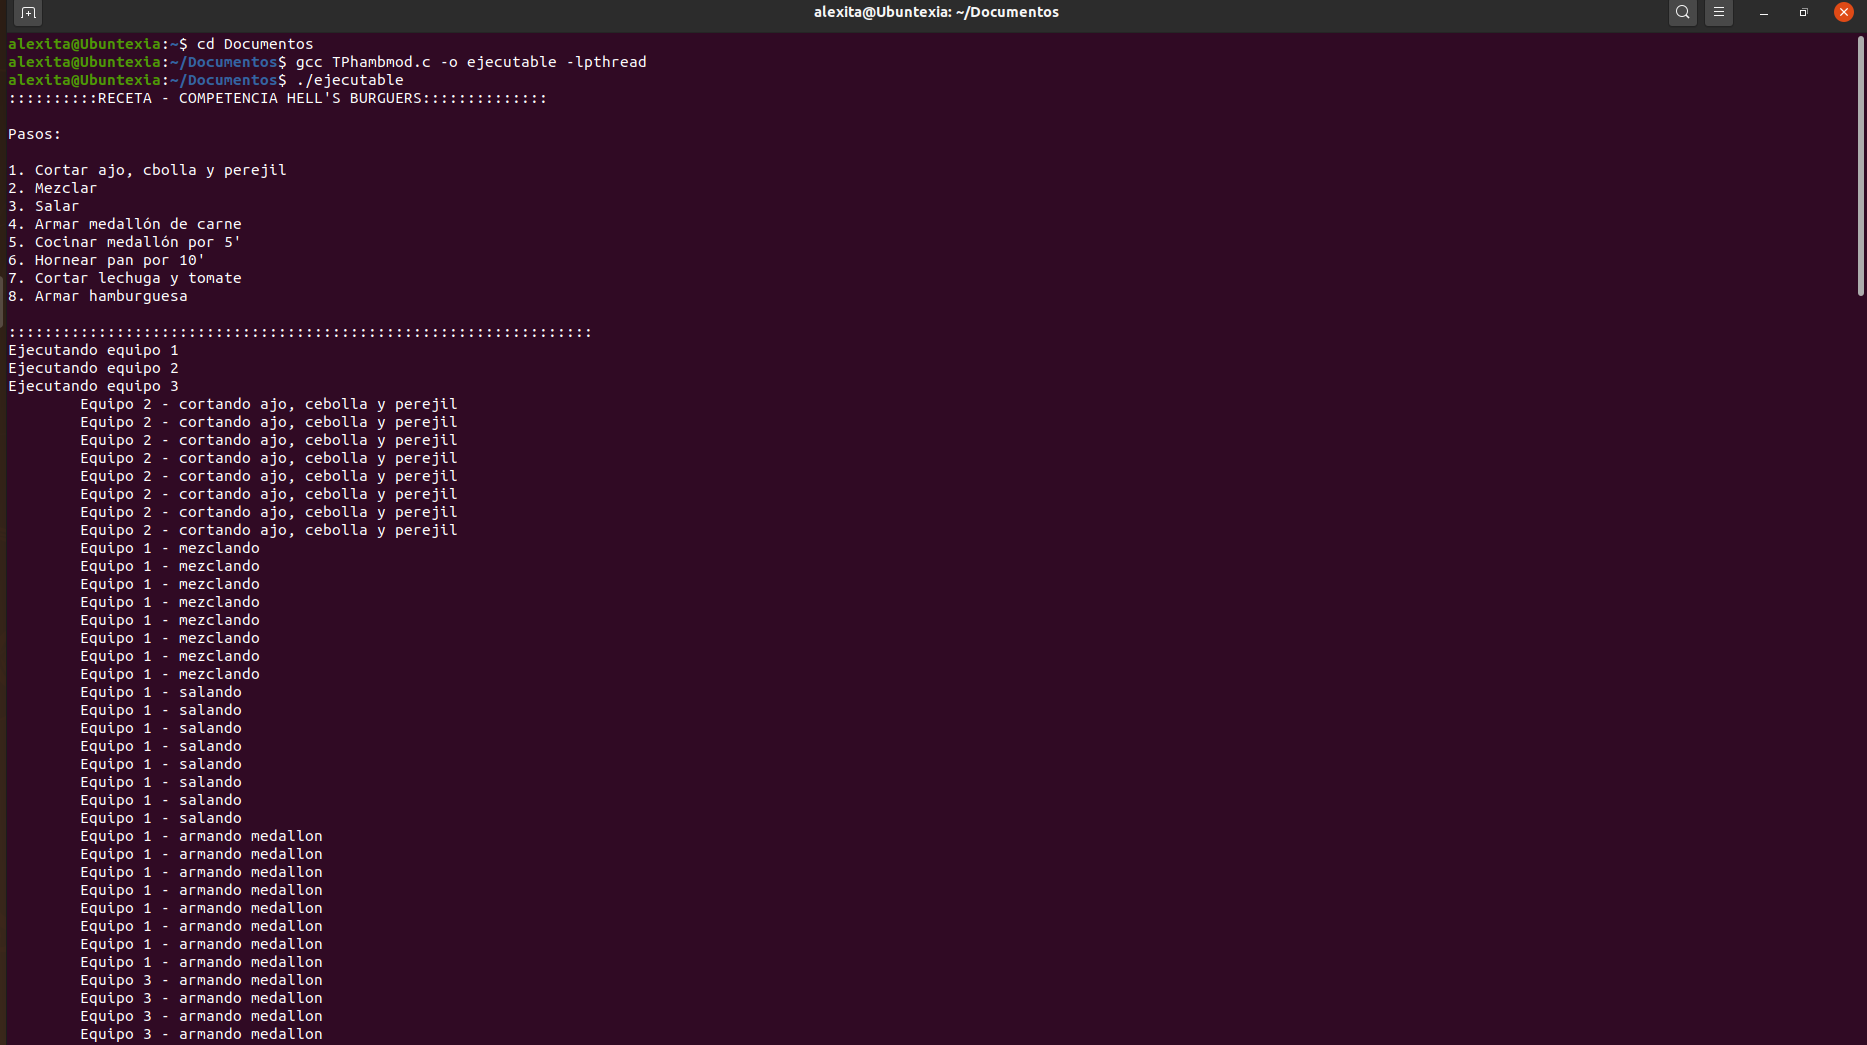 alexita@Ubuntexia: ~/Documentos
alexita@Ubuntexia:~$ cd Documentos
alexita@Ubuntexia:~/Documentos$ gcc TPhambmod.c -o ejecutable -lpthread
alexita@Ubuntexia:~/Documentos$ ./ejecutable
::::::::::RECETA - COMPETENCIA HELL'S BURGUERS::::::::::::::
Pasos:
1. Cortar ajo, cbolla y perejil
2. Mezclar
3. Salar
4. Armar medallón de carne
5. Cocinar medallón por 5'
6. Hornear pan por 10'
7. Cortar lechuga y tomate
8. Armar hamburguesa
:::::::::::::::::::::::::::::::::::::::::::::::::::::::::::::::::
Ejecutando equipo 1
Ejecutando equipo 2
Ejecutando equipo 3
Equipo 2 - cortando ajo, cebolla y perejil
Equipo 2 - cortando ajo, cebolla y perejil
Equipo 2 - cortando ajo, cebolla y perejil
Equipo 2 - cortando ajo, cebolla y perejil
Equipo 2 - cortando ajo, cebolla y perejil
Equipo 2 - cortando ajo, cebolla y perejil
Equipo 2 - cortando ajo, cebolla y perejil
Equipo 2 - cortando ajo, cebolla y perejil
Equipo 1 - mezclando
Equipo 1 - mezclando
Equipo 1 - mezclando
Equipo 1 - mezclando
Equipo 1 - mezclando
Equipo 1 - mezclando
Equipo 1 - mezclando
Equipo 1 - mezclando
Equipo 1 - salando
Equipo 1 - salando
Equipo 1 - salando
Equipo 1 - salando
Equipo 1 - salando
Equipo 1 - salando
Equipo 1 - salando
Equipo 1 - salando
Equipo 1 - armando medallon
Equipo 1 - armando medallon
Equipo 1 - armando medallon
Equipo 1 - armando medallon
Equipo 1 - armando medallon
Equipo 1 - armando medallon
Equipo 1 - armando medallon
Equipo 1 - armando medallon
Equipo 3 - armando medallon
Equipo 3 - armando medallon
Equipo 3 - armando medallon
Equipo 3 - armando medallon